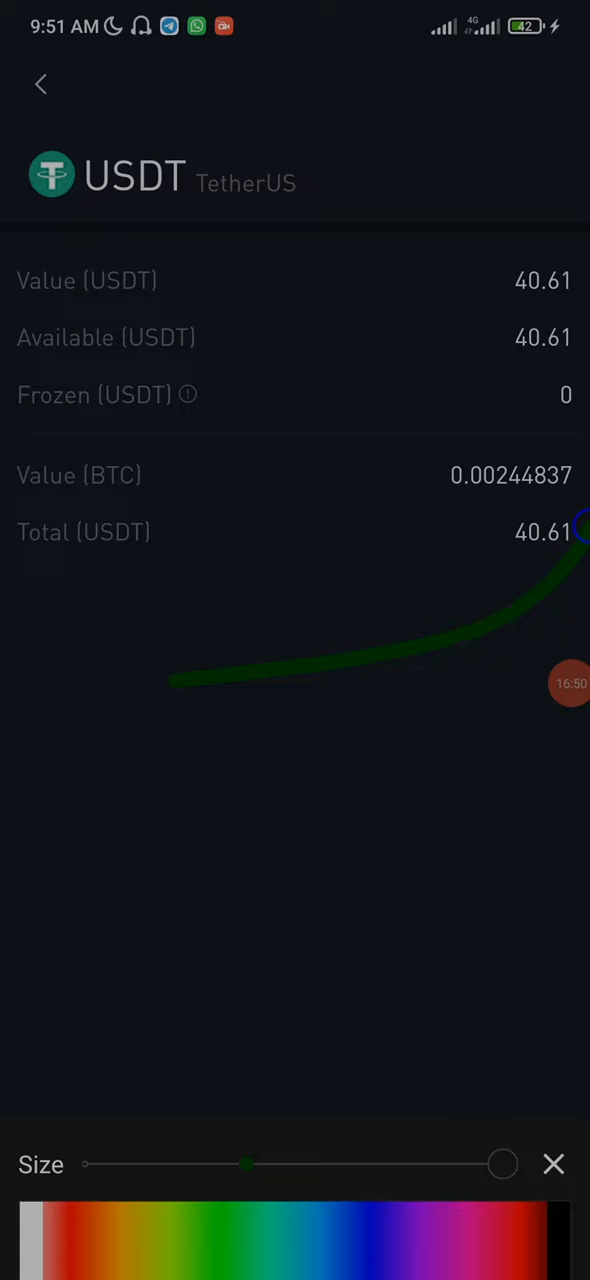 9:51 AM 4G 42
USDT TetherUS
Value (USDT) 40.61
Available (USDT) 40.61
Frozen (USDT) 0
Value (BTC) 0.00244837
Total (USDT) 40.61
16:50
Size